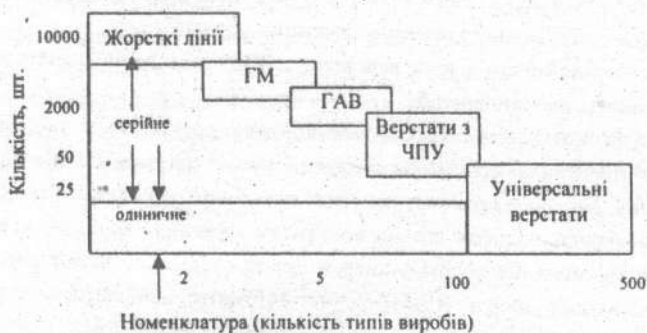 Кількість, шт.
10000
2000
50
25
Жорсткі лінії
ГМ
ГАВ
Верстати з
ЧПУ
Універсальні
верстати
серійне
одиничне
2
5
100
500
Номенклатура (кількість типів виробів)